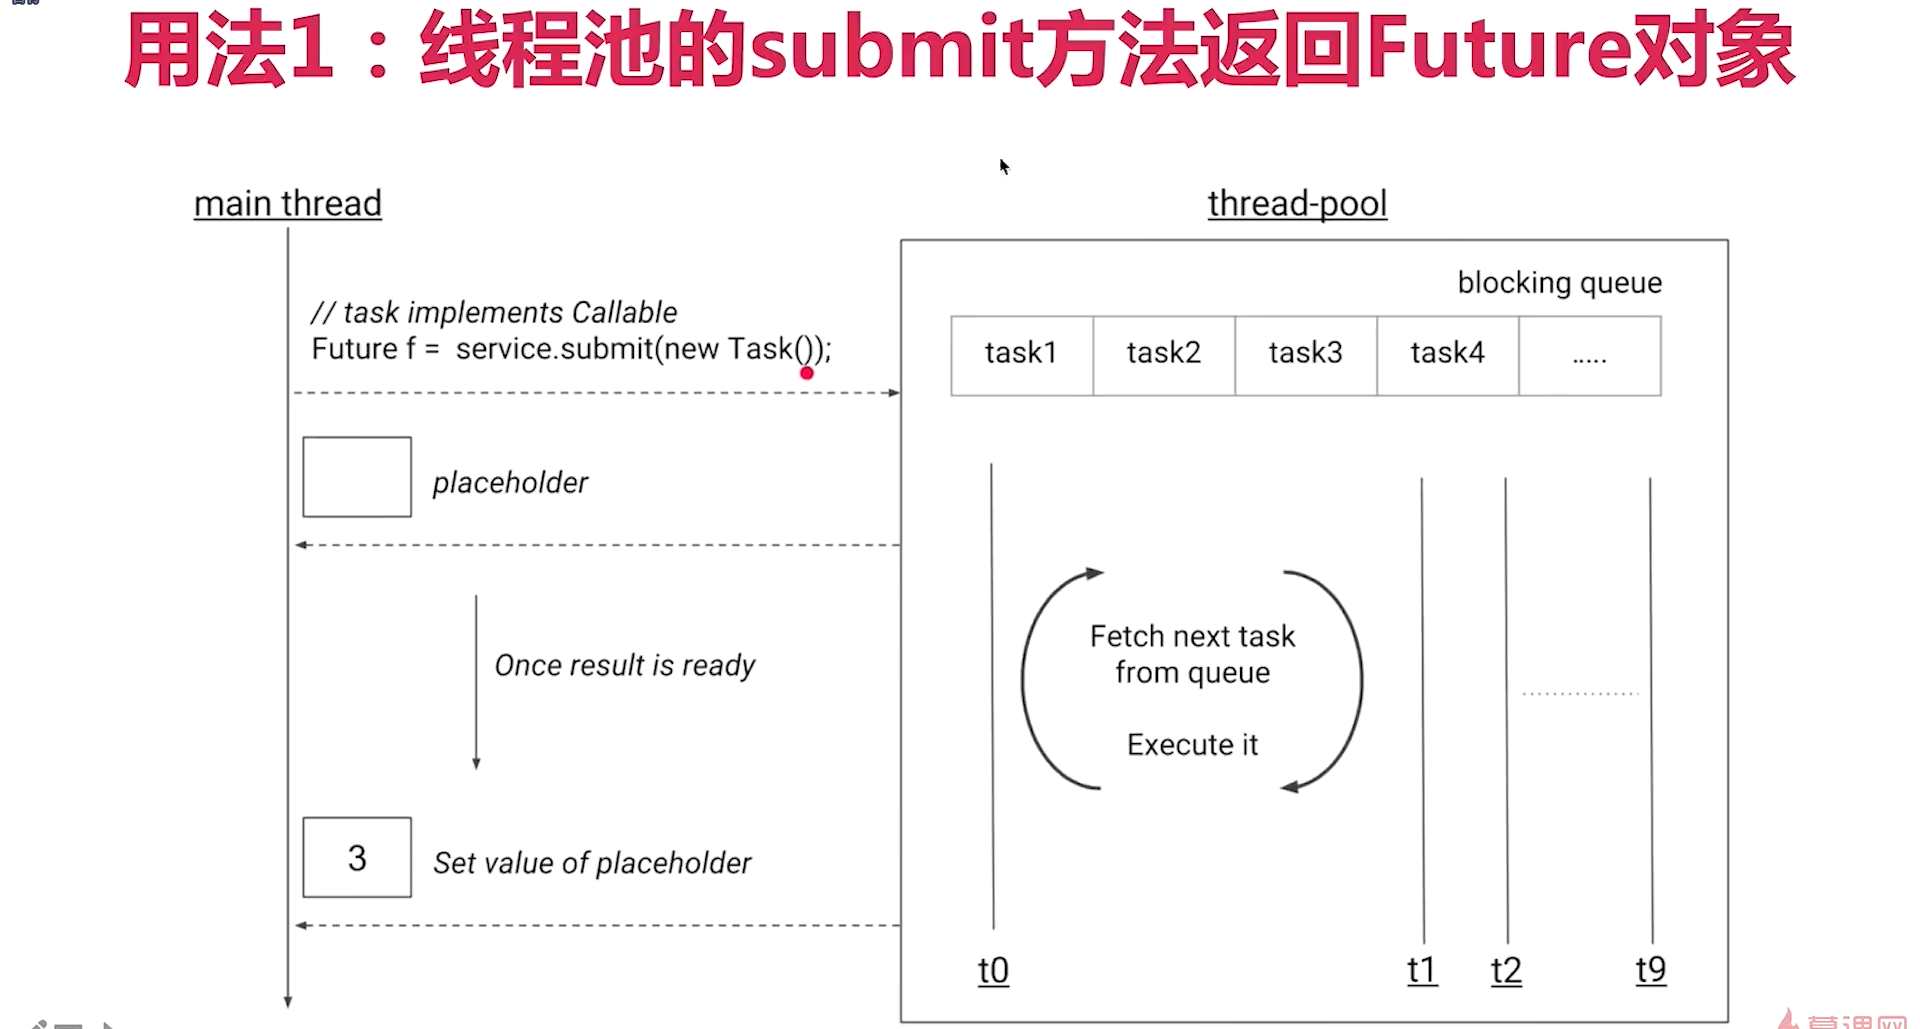 用法1：线程池的submit方法返回Future对象
main thread
thread-pool
// task implements Callable
Future f = service.submit(new Task());
blocking queue
task1 task2 task3 task4 .....
placeholder
Once result is ready
Fetch next task
from queue
Execute it
3 Set value of placeholder
t0 t1 t2 t9